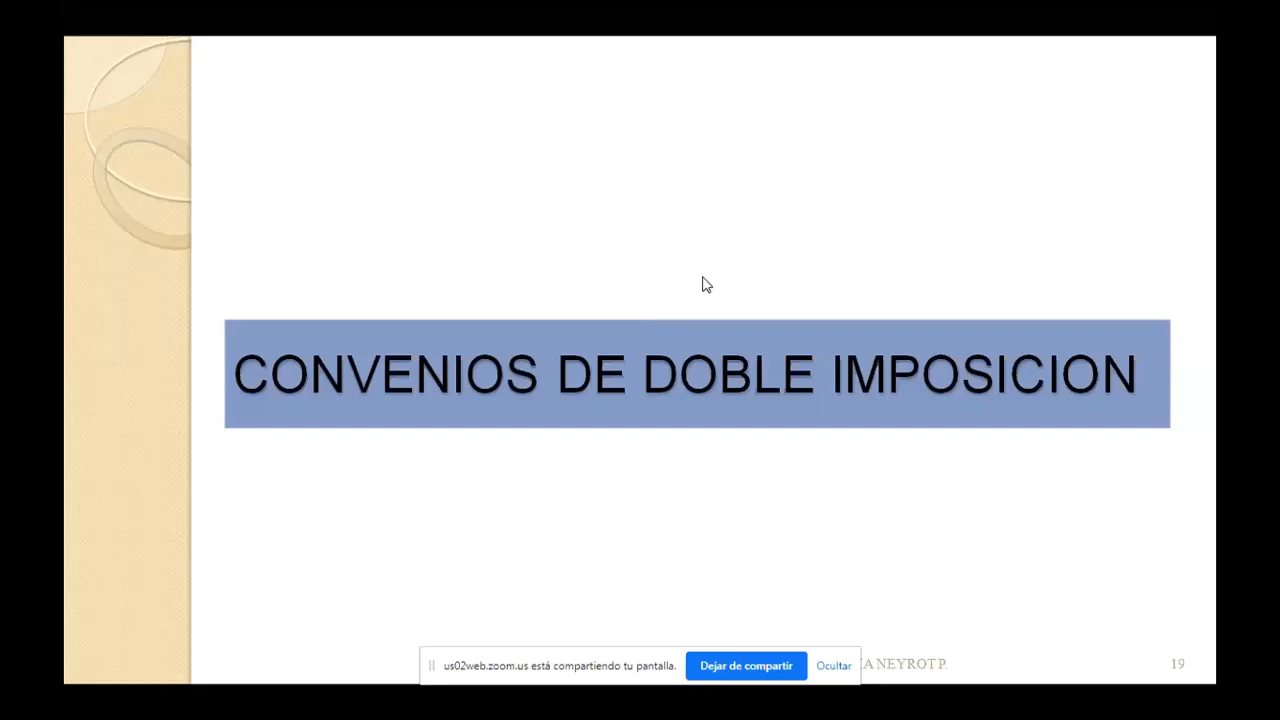 CONVENIOS DE DOBLE IMPOSICION
us02web.zoom.us está compartiendo tu pantalla. Dejar de compartir Ocultar
NEYROT P. 19